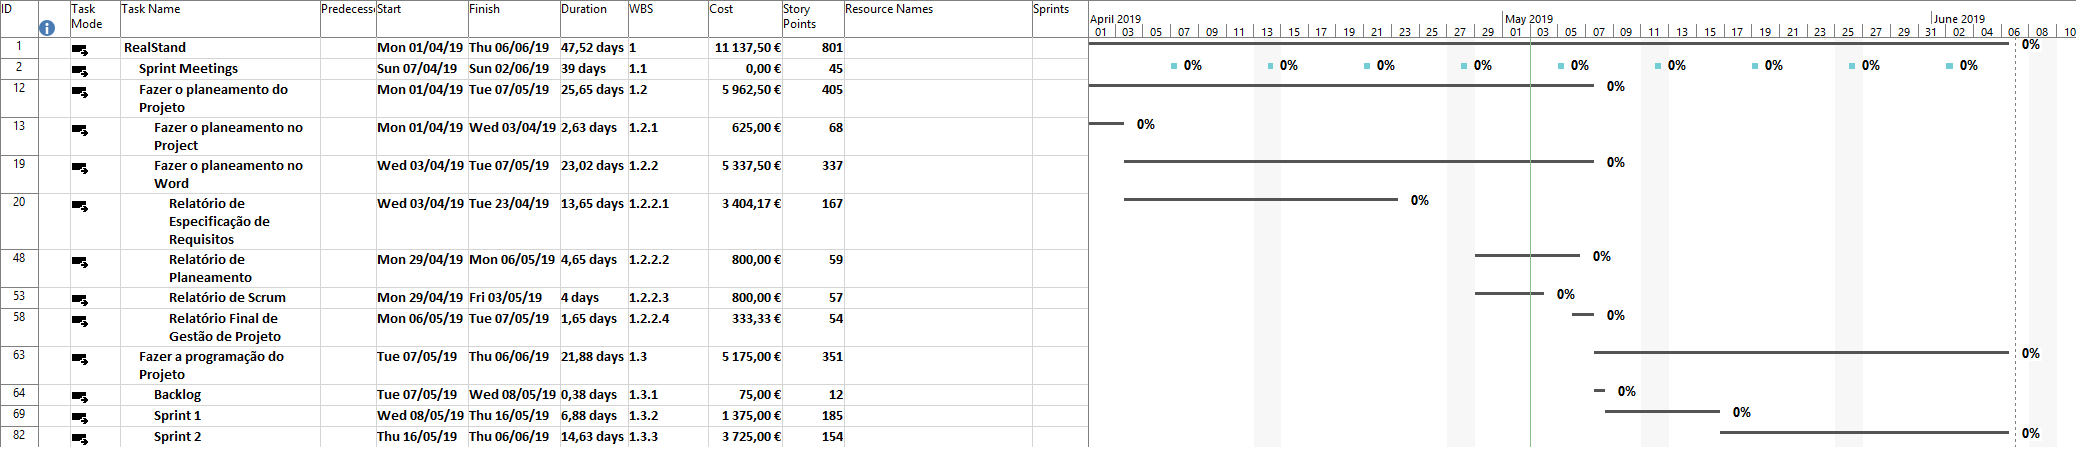 ID Task Mode Task Name Predecess Start Finish Duration WBS Cost Story Points Resource Names Sprints
April 2019 May 2019 June 2019
01 03 05 07 09 11 13 15 17 19 21 23 25 27 29 01 03 05 07 09 11 13 15 17 19 21 23 25 27 29 31 02 04 06 08 10
1 RealStand Mon 01/04/19 Thu 06/06/19 47,52 days 1 11 137,50 € 801 0%
2 Sprint Meetings Sun 07/04/19 Sun 02/06/19 39 days 1.1 0,00 € 45 0% 0% 0% 0% 0% 0% 0% 0% 0%
12 Fazer o planeamento do Mon 01/04/19 Tue 07/05/19 25,65 days 1.2 5 962,50 € 405 0%
Projeto
13 Fazer o planeamento no Mon 01/04/19 Wed 03/04/19 2,63 days 1.2.1 625,00 € 68 0%
Project
19 Fazer o planeamento no Wed 03/04/19 Tue 07/05/19 23,02 days 1.2.2 5 337,50 € 337 0%
Word
20 Relatório de Wed 03/04/19 Tue 23/04/19 13,65 days 1.2.2.1 3 404,17 € 167 0%
Especificação de
Requisitos
48 Relatório de Mon 29/04/19 Mon 06/05/19 4,65 days 1.2.2.2 800,00 € 59 0%
Planeamento
53 Relatório de Scrum Mon 29/04/19 Fri 03/05/19 4 days 1.2.2.3 800,00 € 57 0%
58 Relatório Final de Mon 06/05/19 Tue 07/05/19 1,65 days 1.2.2.4 333,33 € 54 0%
Gestão de Projeto
63 Fazer a programação do Tue 07/05/19 Thu 06/06/19 21,88 days 1.3 5 175,00 € 351 0%
Projeto
64 Backlog Tue 07/05/19 Wed 08/05/19 0,38 days 1.3.1 75,00 € 12 0%
69 Sprint 1 Wed 08/05/19 Thu 16/05/19 6,88 days 1.3.2 1 375,00 € 185 0%
82 Sprint 2 Thu 16/05/19 Thu 06/06/19 14,63 days 1.3.3 3 725,00 € 154 0%